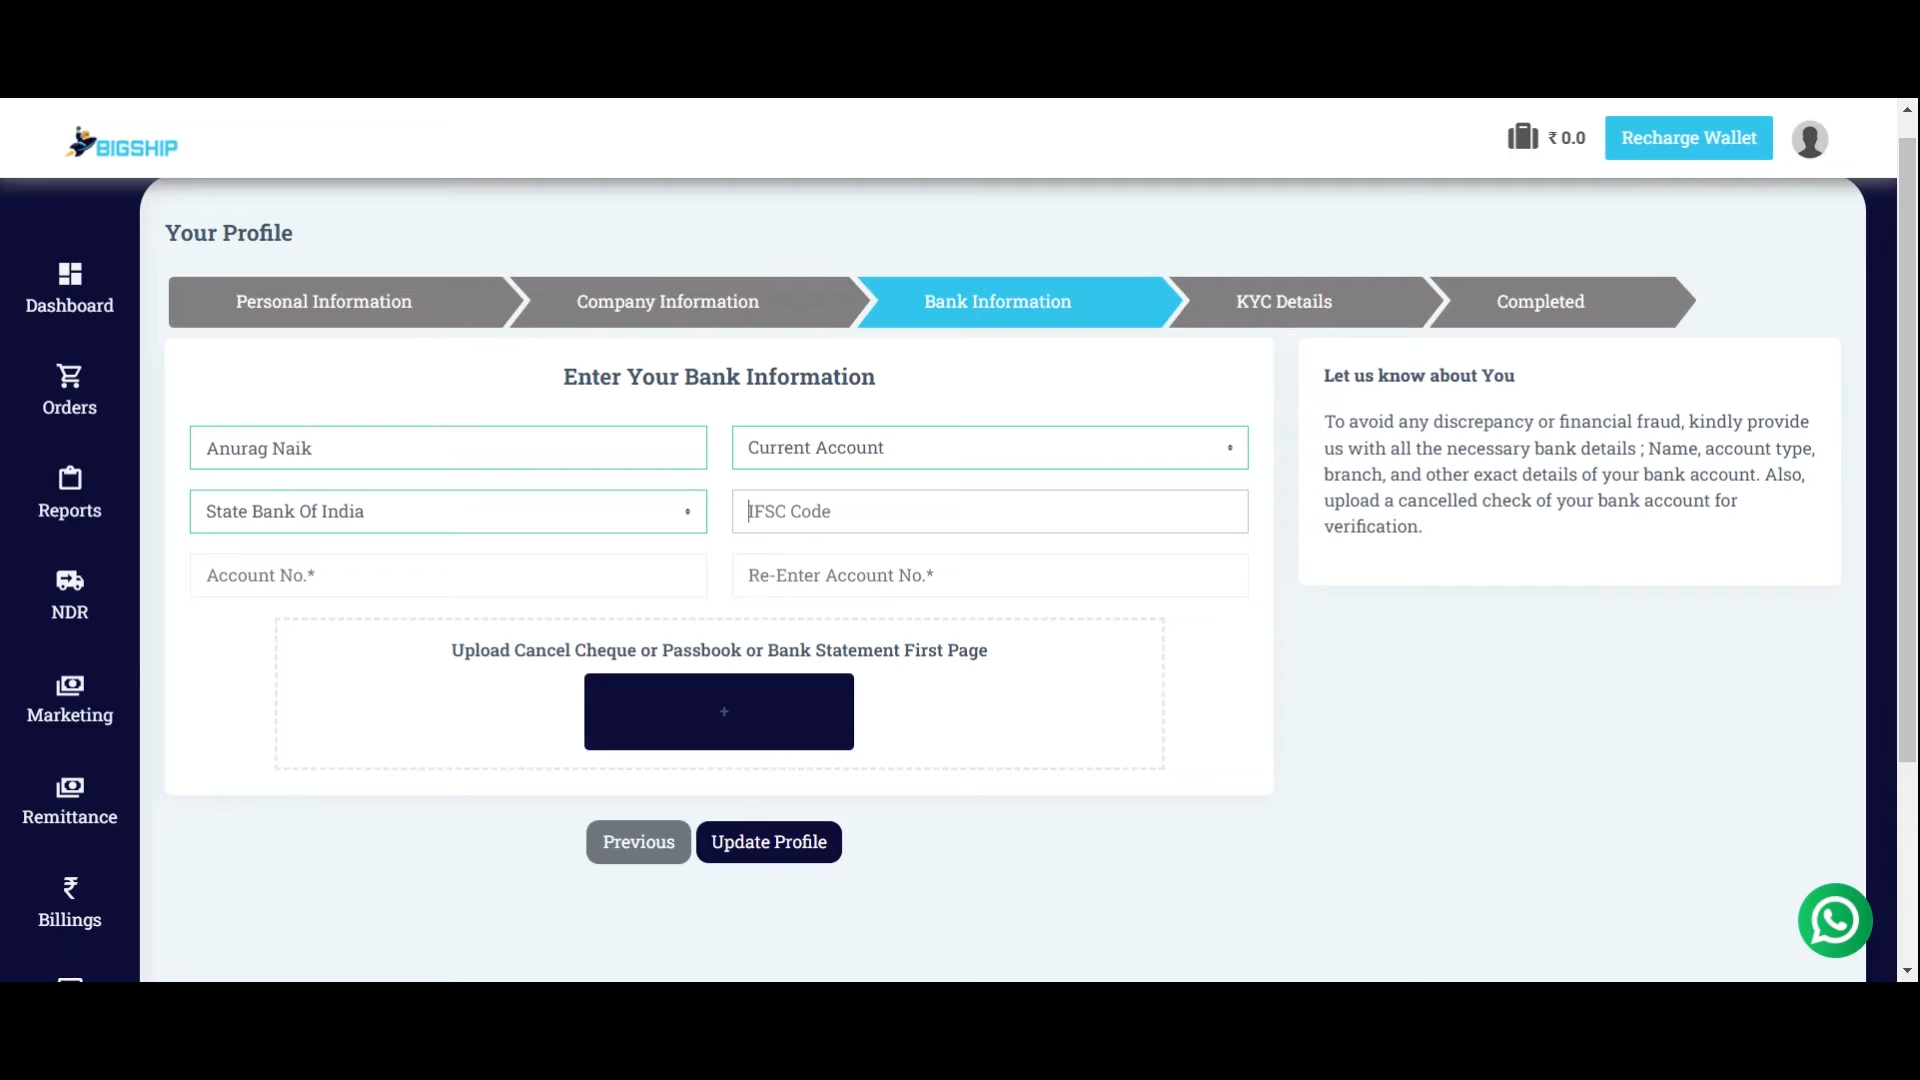 BIGSHIP
₹ 0.0
Recharge Wallet
Dashboard
Orders
Reports
NDR
Marketing
Remittance
₹
Billings
Your Profile
Personal Information
Company Information
Bank Information
KYC Details
Completed
Enter Your Bank Information
Anurag Naik
Current Account
State Bank Of India
IFSC Code
Account No.*
Re-Enter Account No.*
Upload Cancel Cheque or Passbook or Bank Statement First Page
+
Previous
Update Profile
Let us know about You
To avoid any discrepancy or financial fraud, kindly provide
us with all the necessary bank details ; Name, account type,
branch, and other exact details of your bank account. Also,
upload a cancelled check of your bank account for
verification.